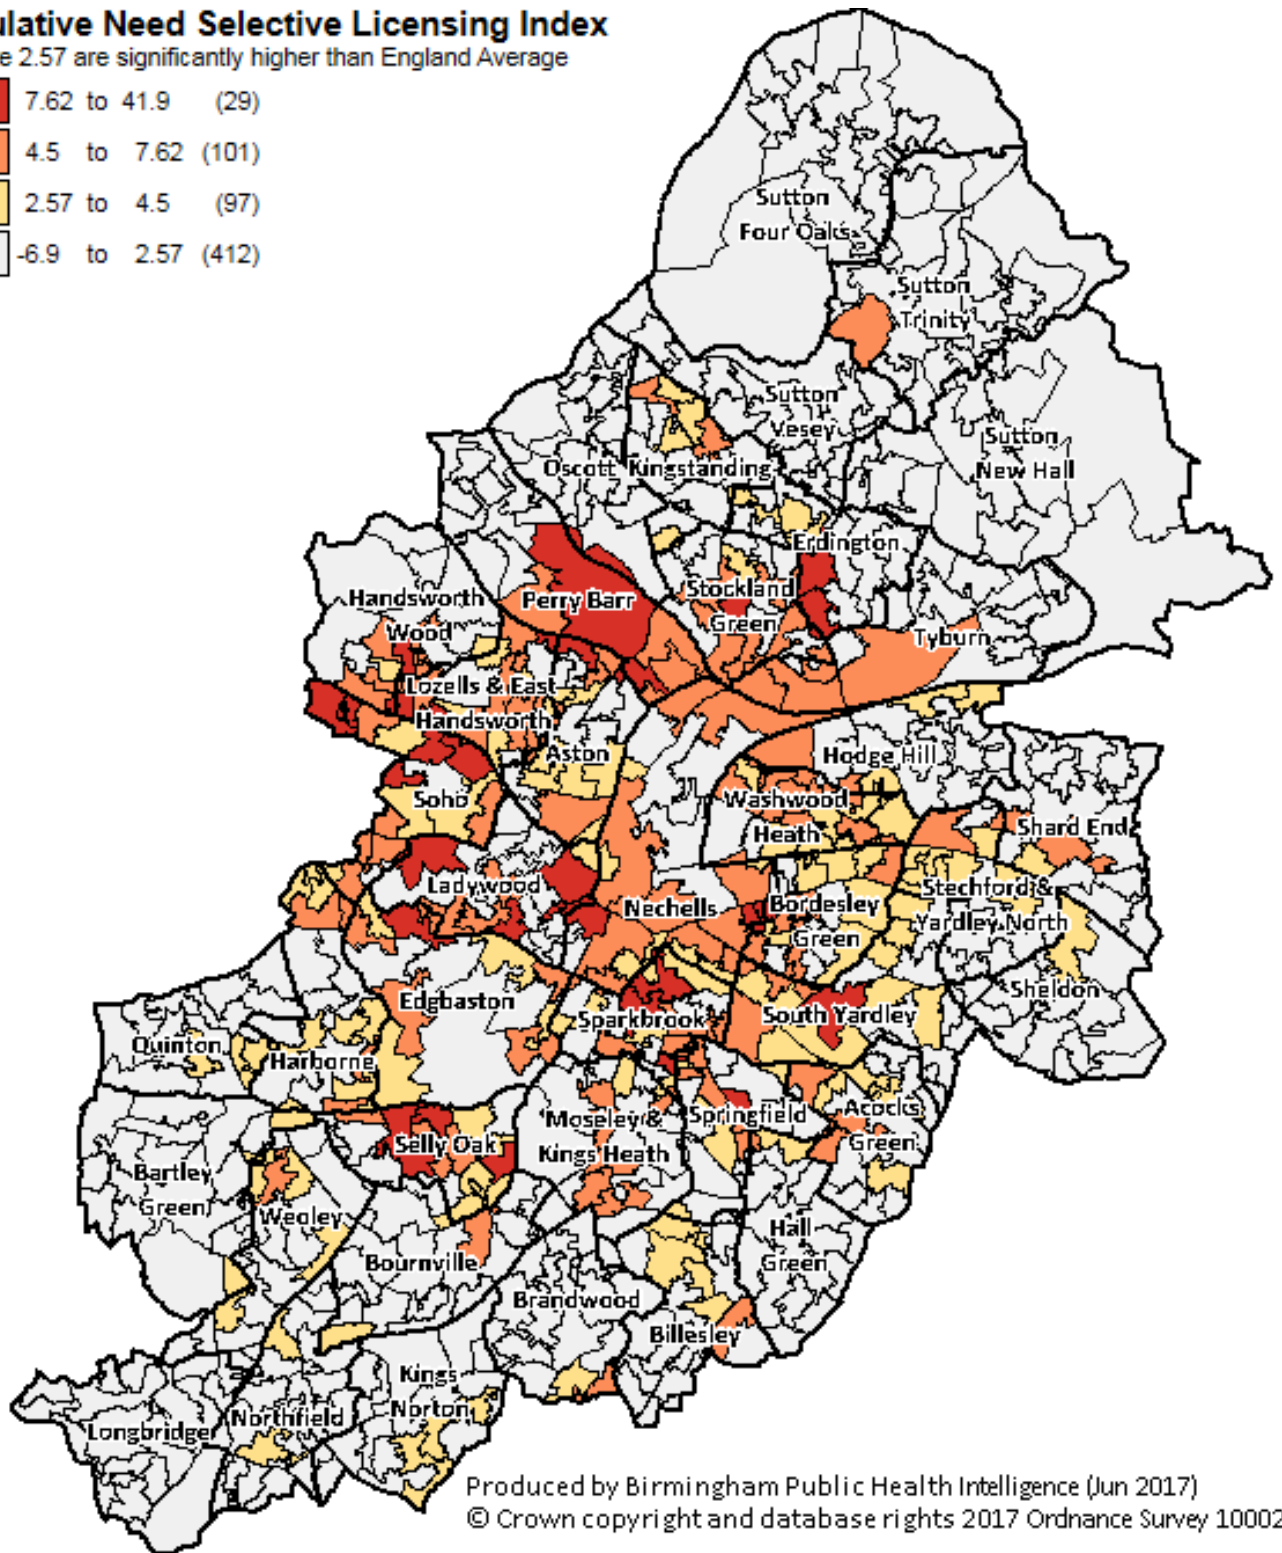 ulative Need Selective Licensing Index
e 2.57 are significantly higher than England Average
7.62 to 41.9 (29)
4.5 to 7.62 (101)
2.57 to 4.5 (97)
-6.9 to 2.57 (412)
Sutton
Four Oaks
Sutton
Trinity
Sutton
Vesey
Sutton
New Hall
Oscott
Kingstanding
Erdington
Perry Barr
Stockland
Green
Handsworth
Wood
Tyburn
Lozells & East
Handsworth
Aston
Hodge Hill
Soho
Washwood
Heath
Shard End
Ladywood
Nechells
Bordesley
Green
Stechford &
Yardley North
Sheldon
Edgbaston
Sparkbrook
South Yardley
Quinton
Harborne
Selly Oak
Moseley &
Kings Heath
Springfield
Acocks
Green
Bartley
Green
Weoley
Hall
Green
Bournville
Brandwood
Billesley
Kings
Norton
Longbridge
Northfield
Produced by Birmingham Public Health Intelligence (Jun 2017)
© Crown copyright and database rights 2017 Ordnance Survey 10002